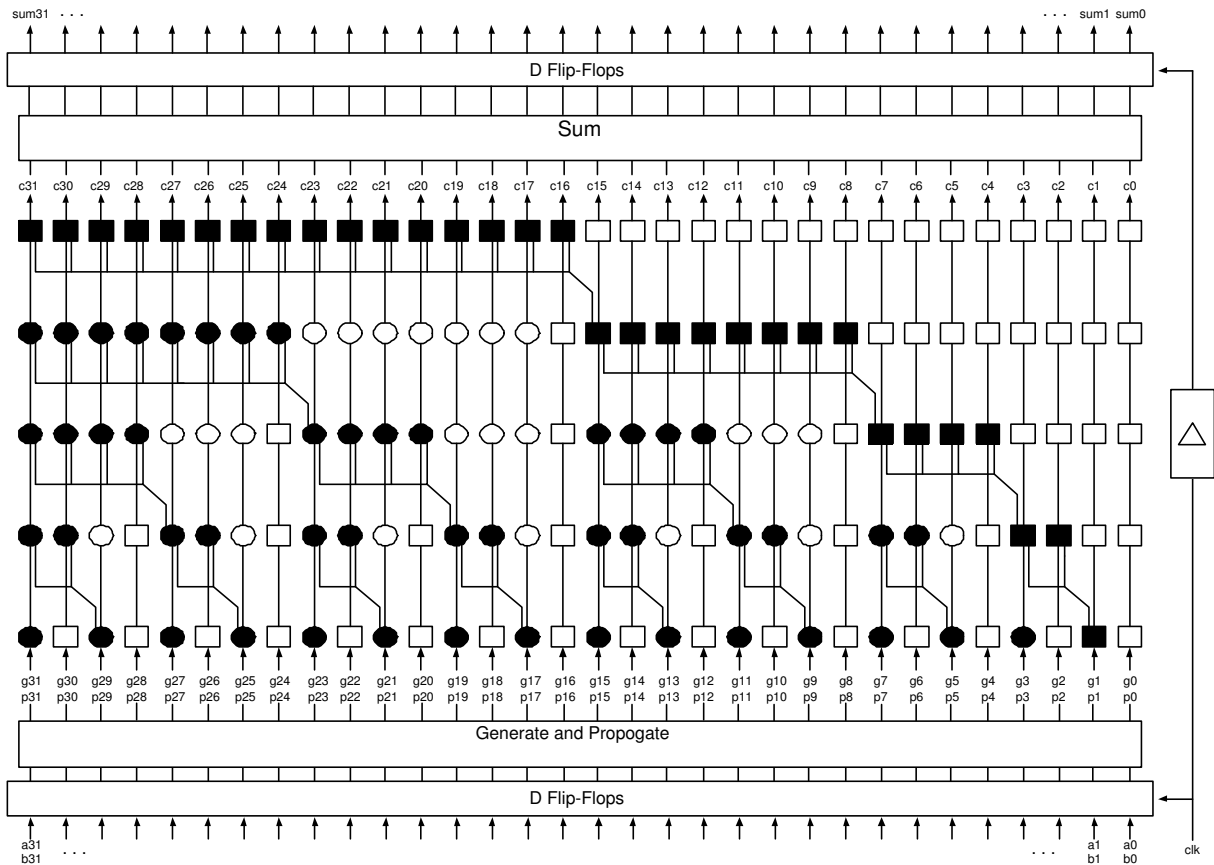 sum31 . . . . . . sum1 sum0
D Flip-Flops
Sum
c31 c30 c29 c28 c27 c26 c25 c24 c23 c22 c21 c20 c19 c18 c17 c16 c15 c14 c13 c12 c11 c10 c9 c8 c7 c6 c5 c4 c3 c2 c1 c0
g31 g30 g29 g28 g27 g26 g25 g24 g23 g22 g21 g20 g19 g18 g17 g16 g15 g14 g13 g12 g11 g10 g9 g8 g7 g6 g5 g4 g3 g2 g1 g0
p31 p30 p29 p28 p27 p26 p25 p24 p23 p22 p21 p20 p19 p18 p17 p16 p15 p14 p13 p12 p11 p10 p9 p8 p7 p6 p5 p4 p3 p2 p1 p0
Generate and Propogate
D Flip-Flops
a31 . . . . . . a1 a0 clk
b31 b1 b0